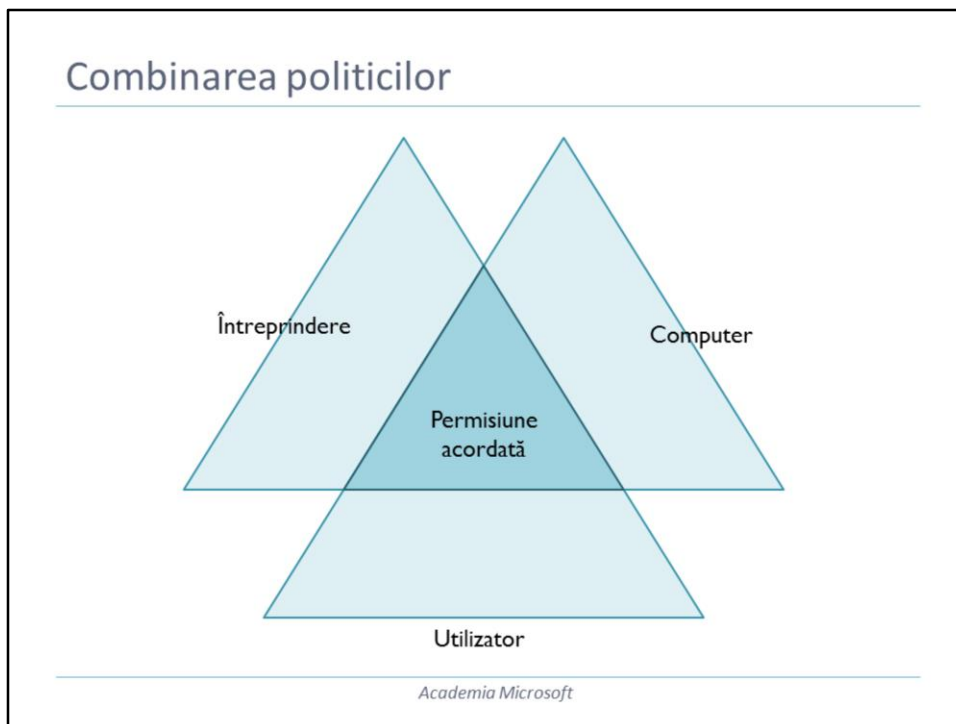 Combinarea politicilor
Întreprindere
Computer
Permisiune
acordată
Utilizator
Academia Microsoft